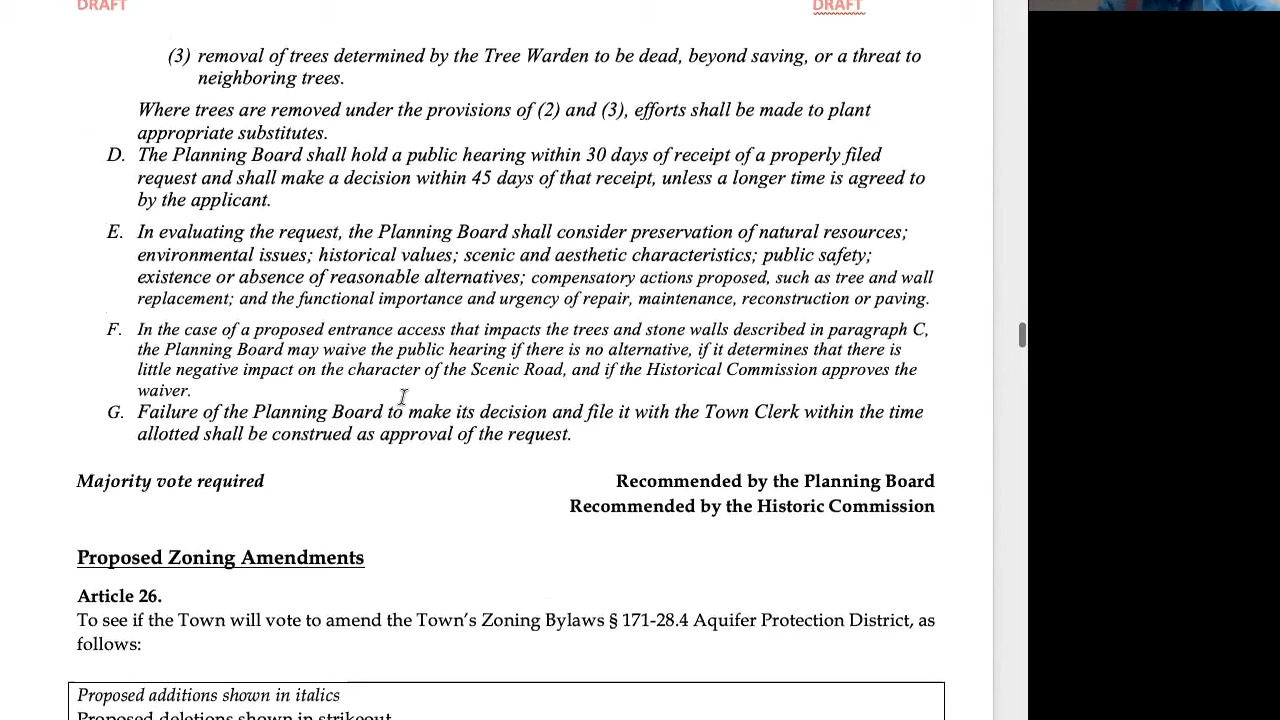 DRAFT DRAFT
(3) removal of trees determined by the Tree Warden to be dead, beyond saving, or a threat to
neighboring trees.
Where trees are removed under the provisions of (2) and (3), efforts shall be made to plant
appropriate substitutes.
D. The Planning Board shall hold a public hearing within 30 days of receipt of a properly filed
request and shall make a decision within 45 days of that receipt, unless a longer time is agreed to
by the applicant.
E. In evaluating the request, the Planning Board shall consider preservation of natural resources;
environmental issues; historical values; scenic and aesthetic characteristics; public safety;
existence or absence of reasonable alternatives; compensatory actions proposed, such as tree and wall
replacement; and the functional importance and urgency of repair, maintenance, reconstruction or paving.
F. In the case of a proposed entrance access that impacts the trees and stone walls described in paragraph C,
the Planning Board may waive the public hearing if there is no alternative, if it determines that there is
little negative impact on the character of the Scenic Road, and if the Historical Commission approves the
waiver.
G. Failure of the Planning Board to make its decision and file it with the Town Clerk within the time
allotted shall be construed as approval of the request.
Majority vote required Recommended by the Planning Board
Recommended by the Historic Commission
Proposed Zoning Amendments
Article 26.
To see if the Town will vote to amend the Town's Zoning Bylaws § 171-28.4 Aquifer Protection District, as
follows:
Proposed additions shown in italics
Proposed deletions shown in strikeout